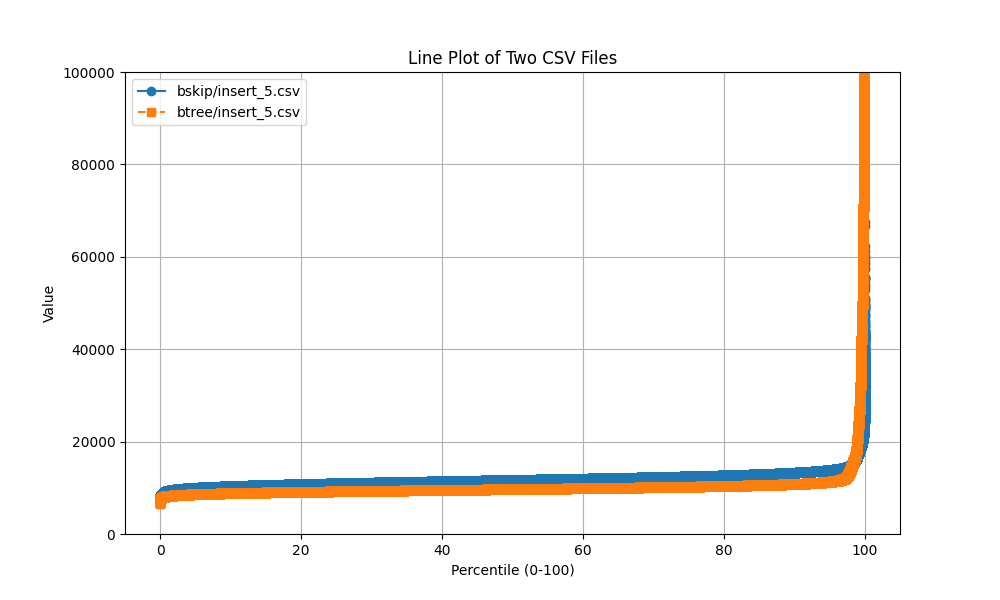 Line Plot of Two CSV Files
bskip/insert_5.csv
btree/insert_5.csv
Value
100000
80000
60000
40000
20000
0
0 20 40 60 80 100
Percentile (0-100)